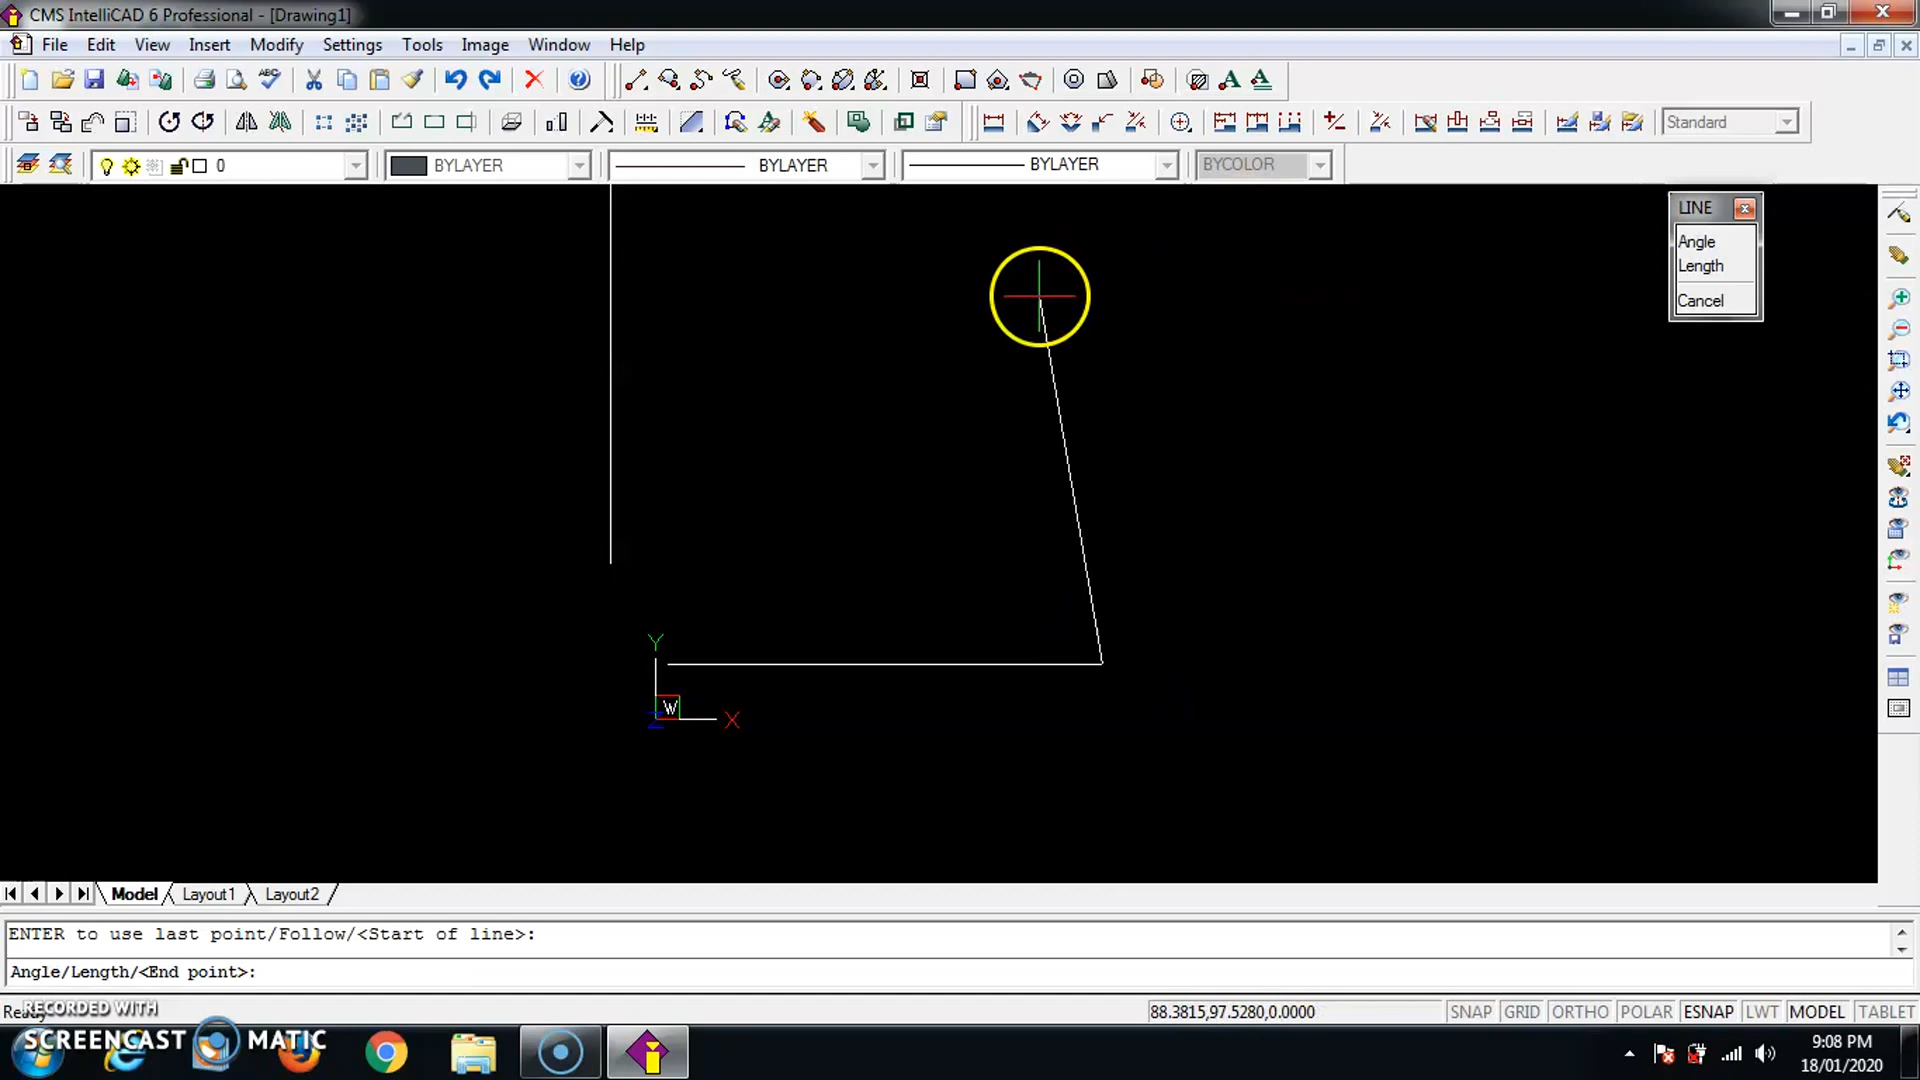 CMS IntelliCAD 6 Professional - [Drawing1]
File Edit View Insert Modify Settings Tools Image Window Help
Standard
0 BYLAYER BYLAYER BYLAYER BYCOLOR
LINE
Angle
Length
Cancel
Y
W
Z X
Model Layout1 Layout2
ENTER to use last point/Follow/<Start of line>:
Angle/Length/<End point>:
88.3815,97.5280,0.0000 SNAP GRID ORTHO POLAR ESNAP LWT MODEL TABLET
RECORDED WITH
SCREENCAST MATIC
9:08 PM
18/01/2020